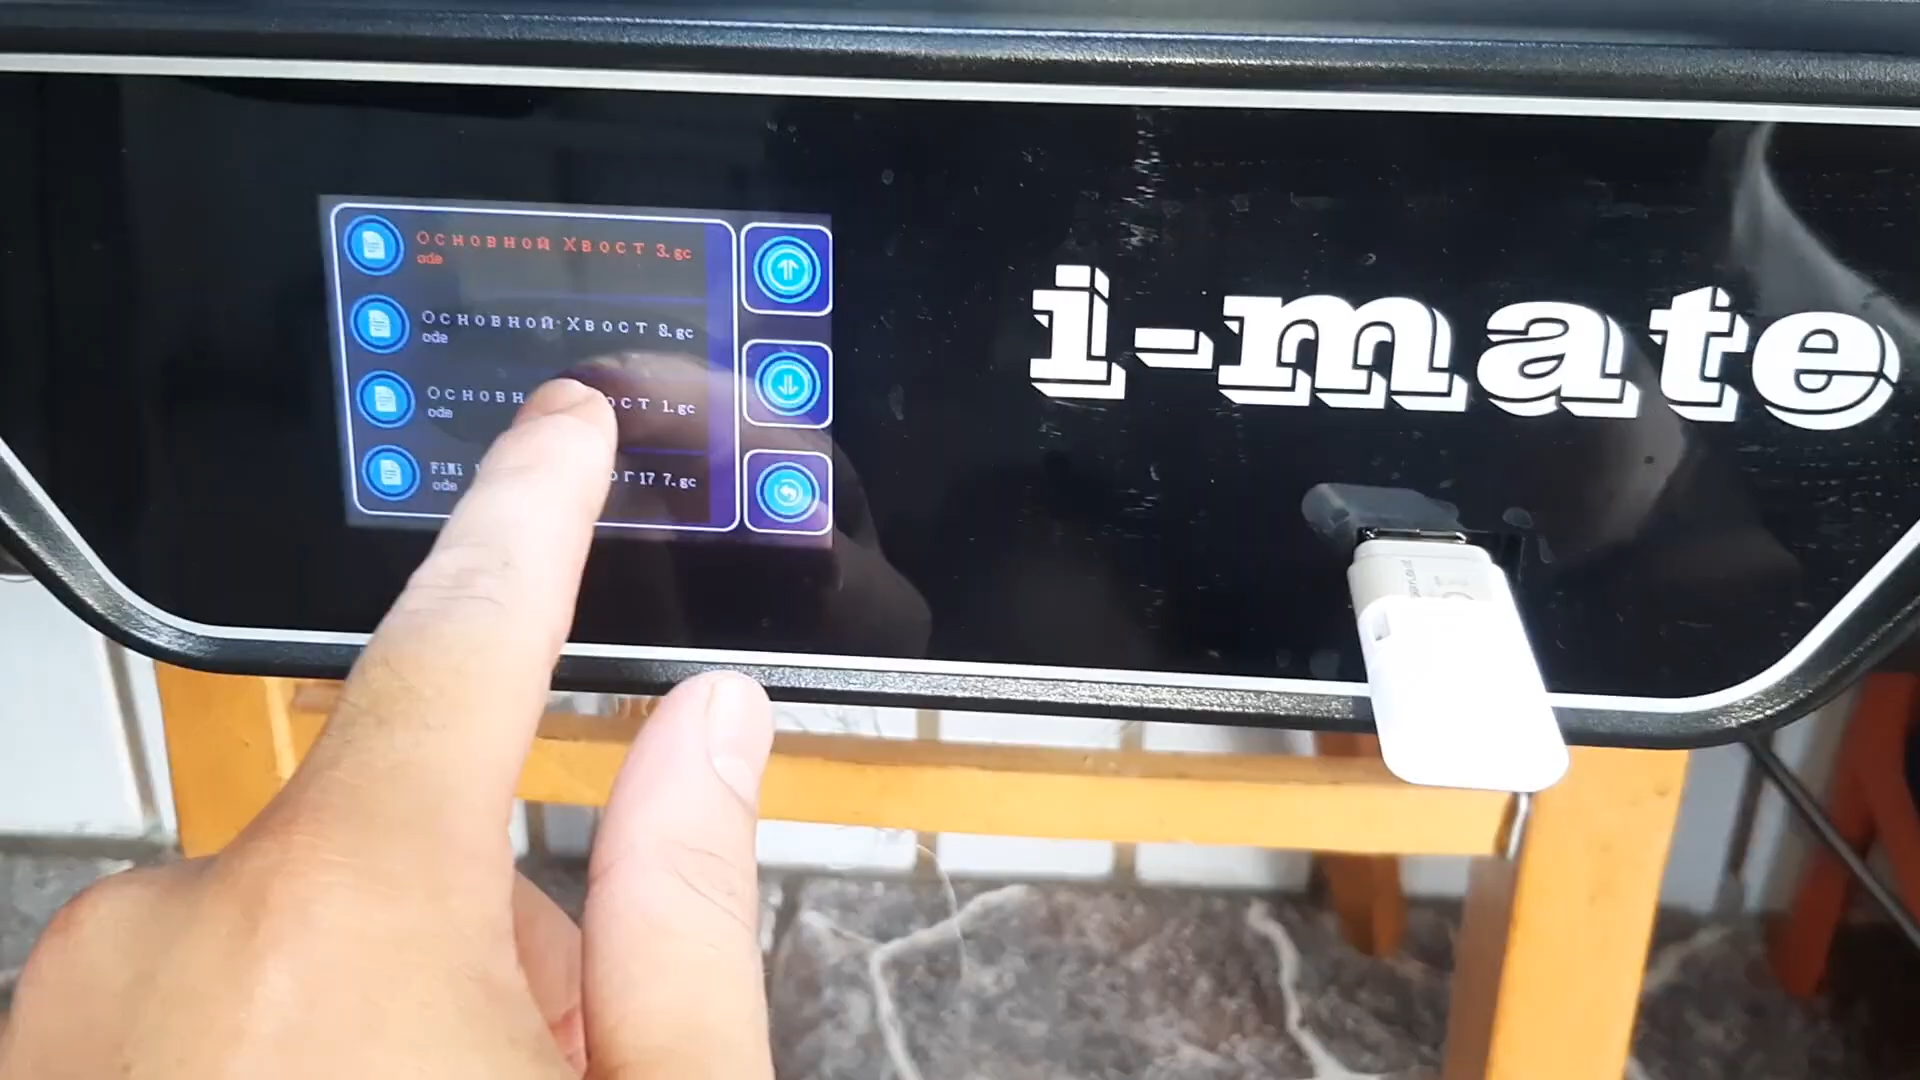 Основной Хвост 3.gc
ode
Основной Хвост 8.gc
ode
ост 1.gc
ode
FiMi
г17 7.gc
ode
i-mate